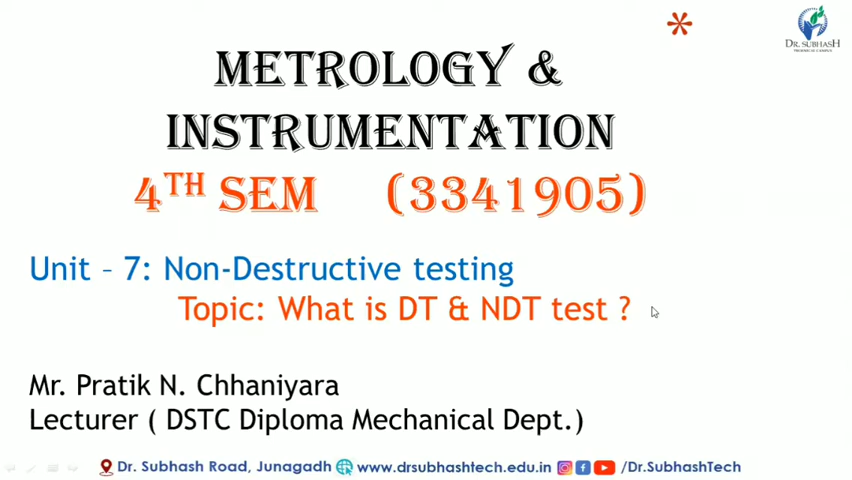 DR. SUBHASH
METROLOGY &
INSTRUMENTATION
4TH SEM (3341905)
Unit – 7: Non-Destructive testing
Topic: What is DT & NDT test ?
Mr. Pratik N. Chhaniyara
Lecturer ( DSTC Diploma Mechanical Dept.)
Dr. Subhash Road, Junagadh www.drsubhashtech.edu.in /Dr.SubhashTech